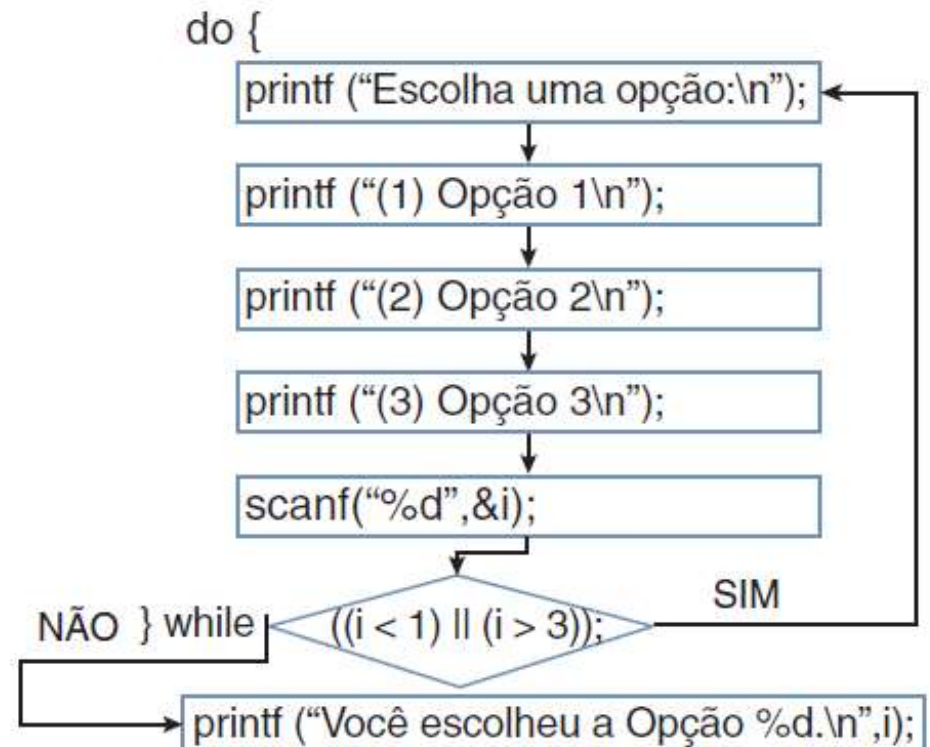 do {
printf (“Escolha uma opção:\n”);
printf (“(1) Opção 1\n”);
printf (“(2) Opção 2\n”);
printf (“(3) Opção 3\n”);
scanf(“%d”,&i);
SIM
NÃO } while ((i < 1) || (i > 3));
printf (“Você escolheu a Opção %d.\n”,i);